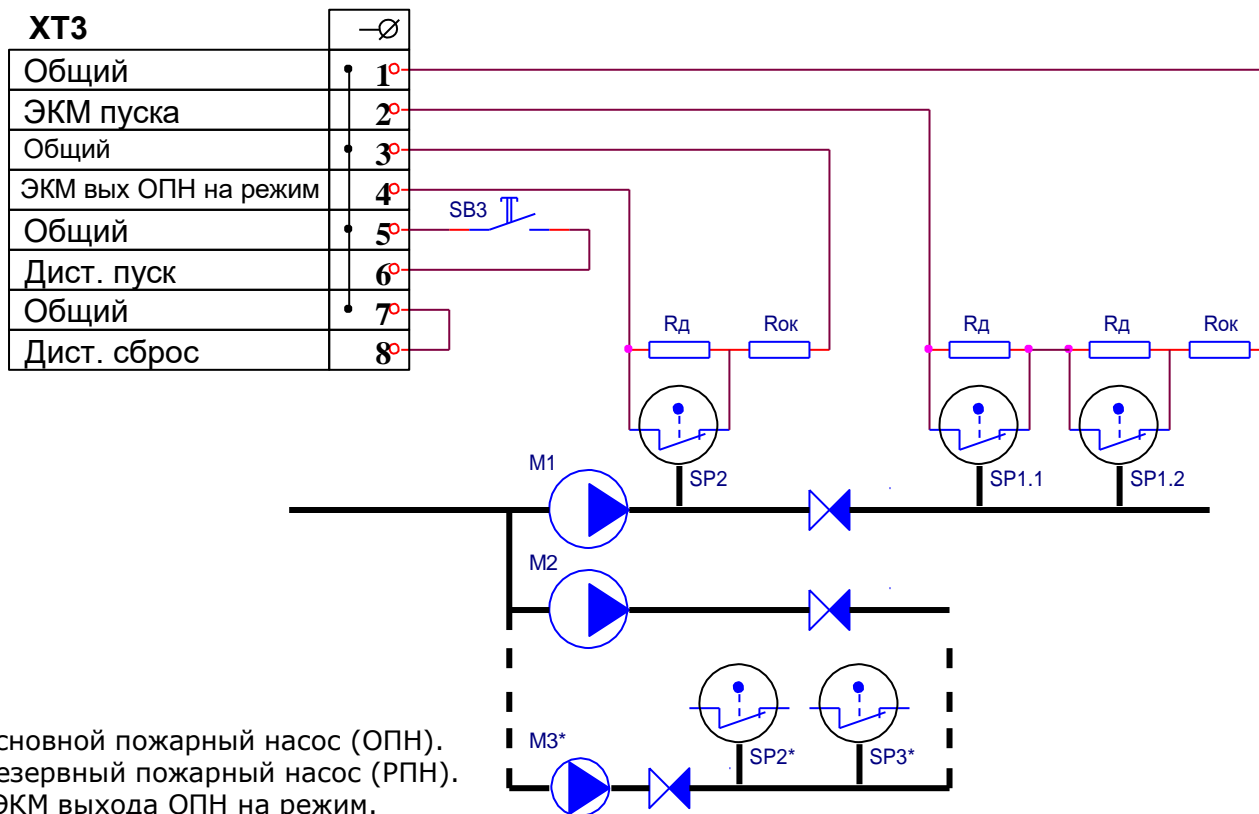 XT3
Общий 1
ЭКМ пуска 2
Общий 3
ЭКМ вых ОПН на режим 4
Общий 5
Дист. пуск 6
Общий 7
Дист. сброс 8
SB3
Rд Rок Rд Rд Rок
SP2 SP1.1 SP1.2
M1
M2
M3*
SP2* SP3*
сновной пожарный насос (ОПН).
езервный пожарный насос (РПН).
ЭКМ выхода ОПН на режим.